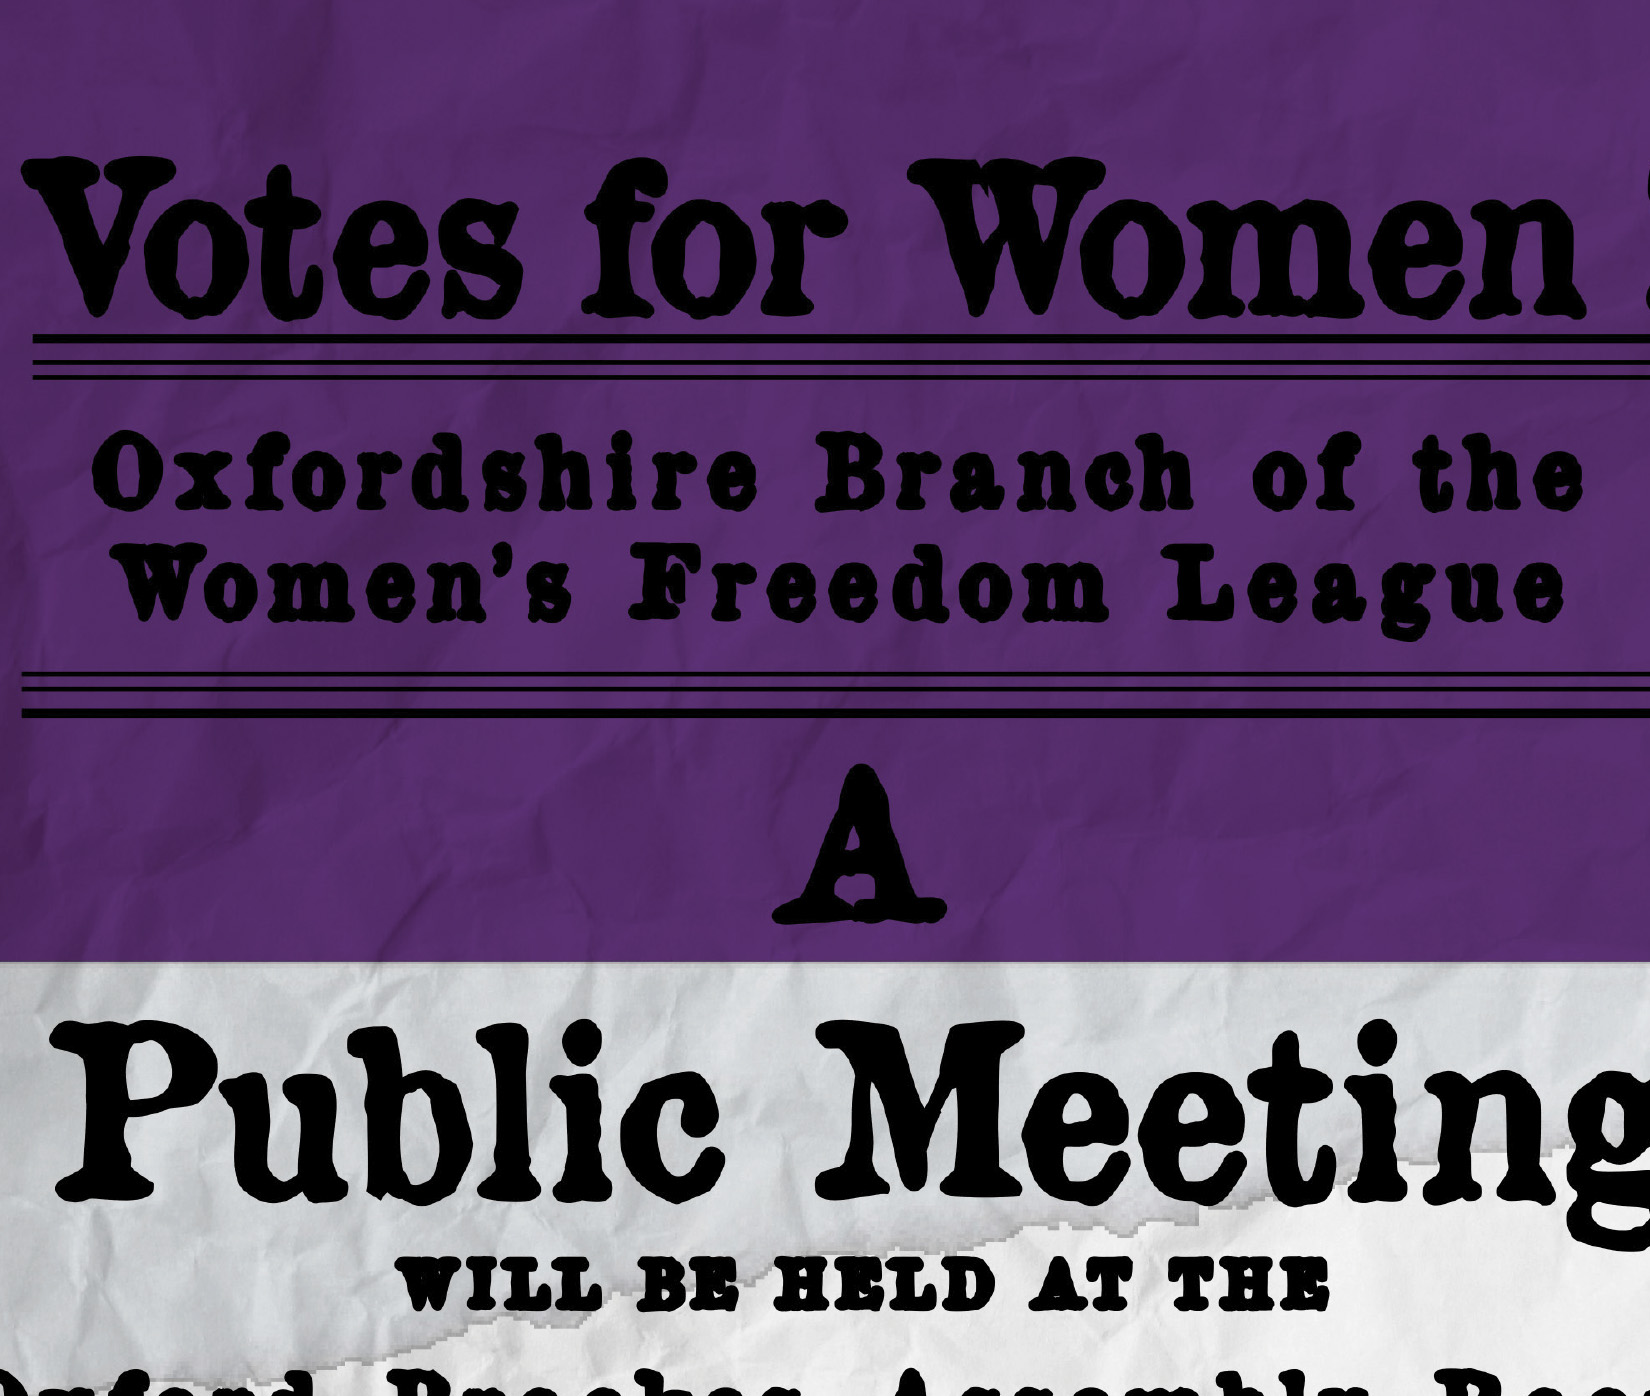 Votes for Women
Oxfordshire Branch of the
Women's Freedom League
A
Public Meeting
WILL BE HELD AT THE